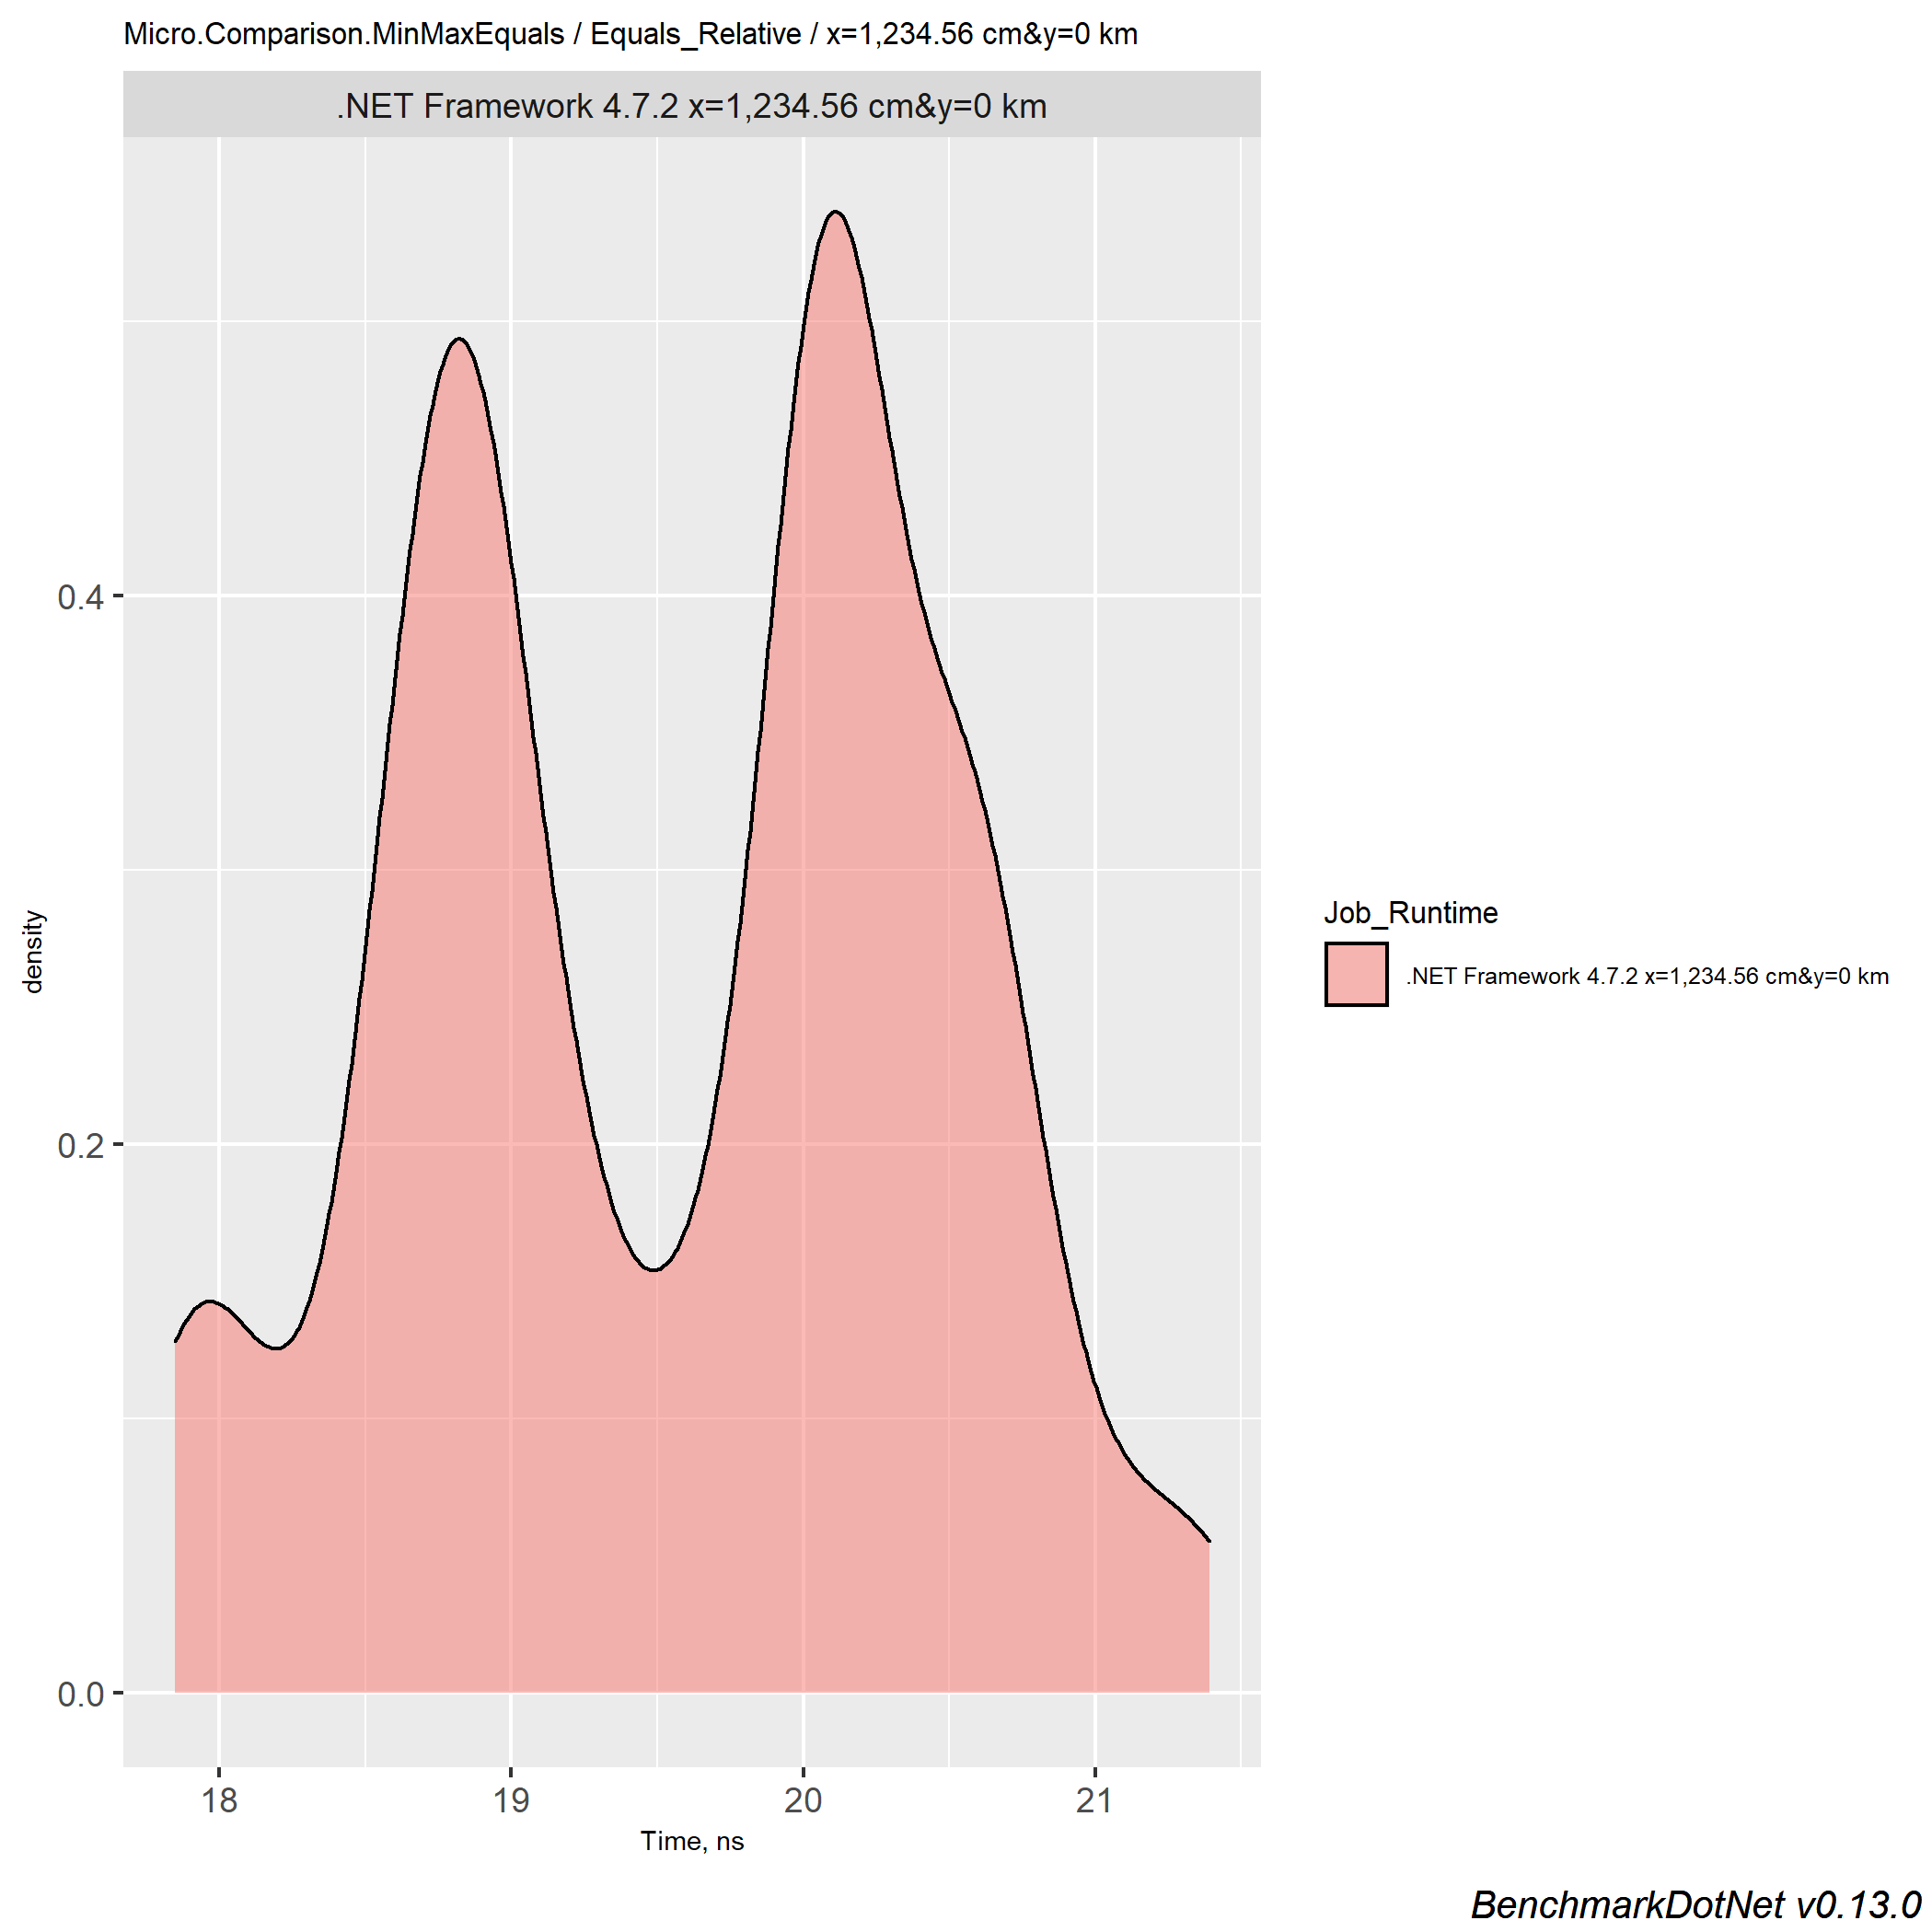 Micro.Comparison.MinMaxEquals / Equals_Relative / x=1,234.56 cm&y=0 km
.NET Framework 4.7.2 x=1,234.56 cm&y=0 km
0.4
0.2
0.0
density
18
19
20
21
Time, ns
Job_Runtime
.NET Framework 4.7.2 x=1,234.56 cm&y=0 km
BenchmarkDotNet v0.13.0